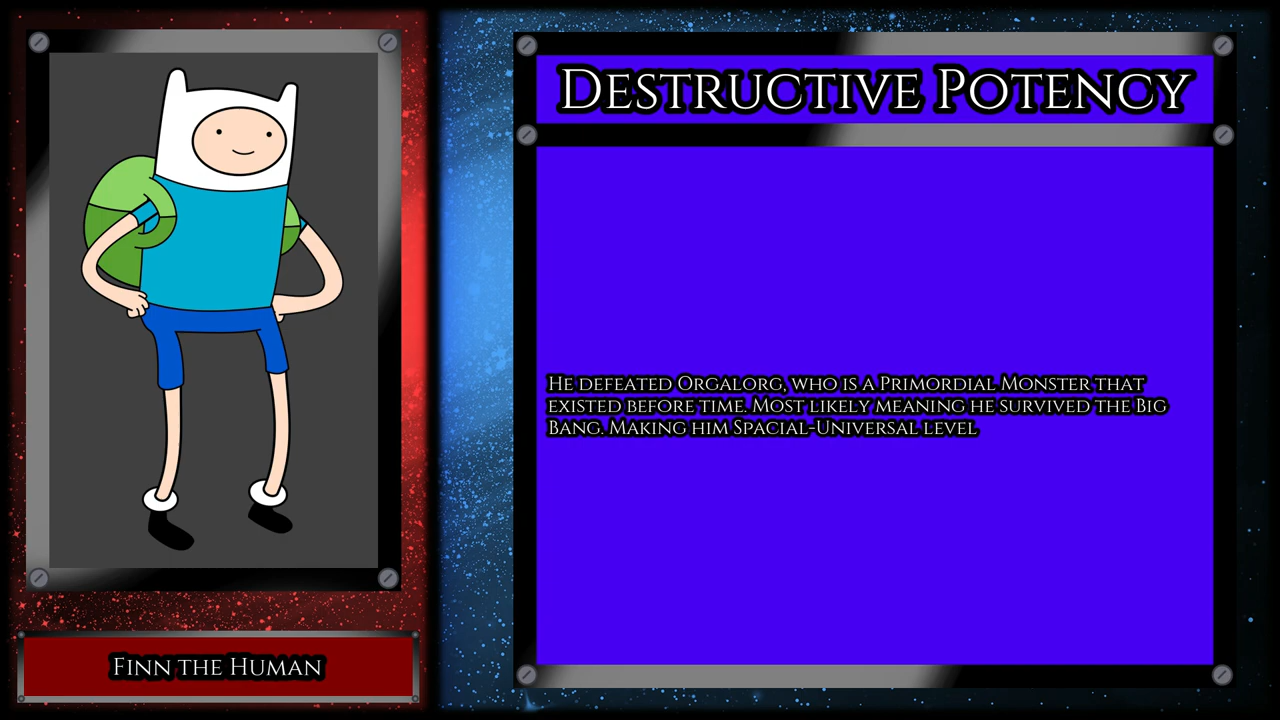 Destructive Potency
He defeated Orgalorg, who is a Primordial Monster that
existed before time. Most likely meaning he survived the Big
Bang. Making him Spacial-Universal level
Finn the Human